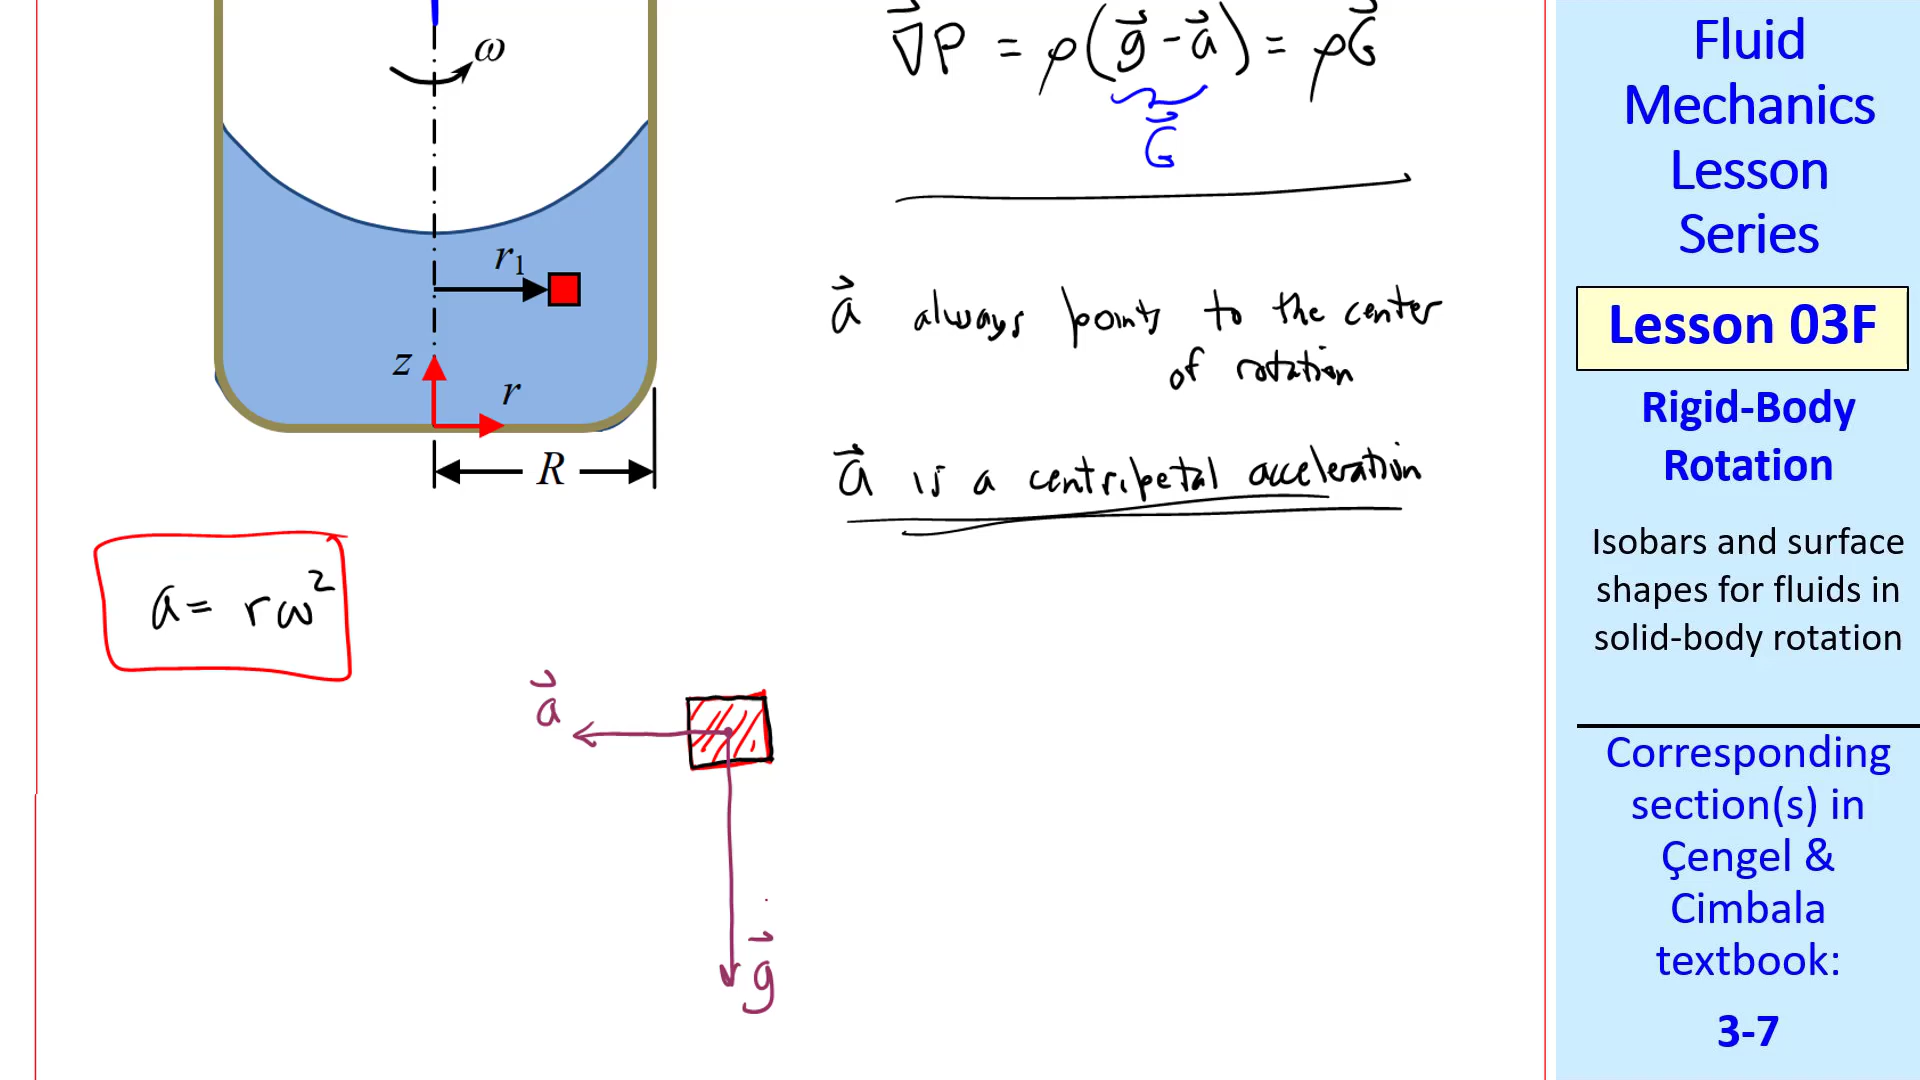 ω
r₁
z
r
R
a = rω²
a⃗
g⃗
∇⃗P = ρ(g⃗ - a⃗) = ρG⃗
G⃗
a⃗ always points to the center
of rotation
a⃗ is a centripetal acceleration
Fluid
Mechanics
Lesson
Series
Lesson 03F
Rigid-Body
Rotation
Isobars and surface
shapes for fluids in
solid-body rotation
Corresponding
section(s) in
Çengel &
Cimbala
textbook:
3-7